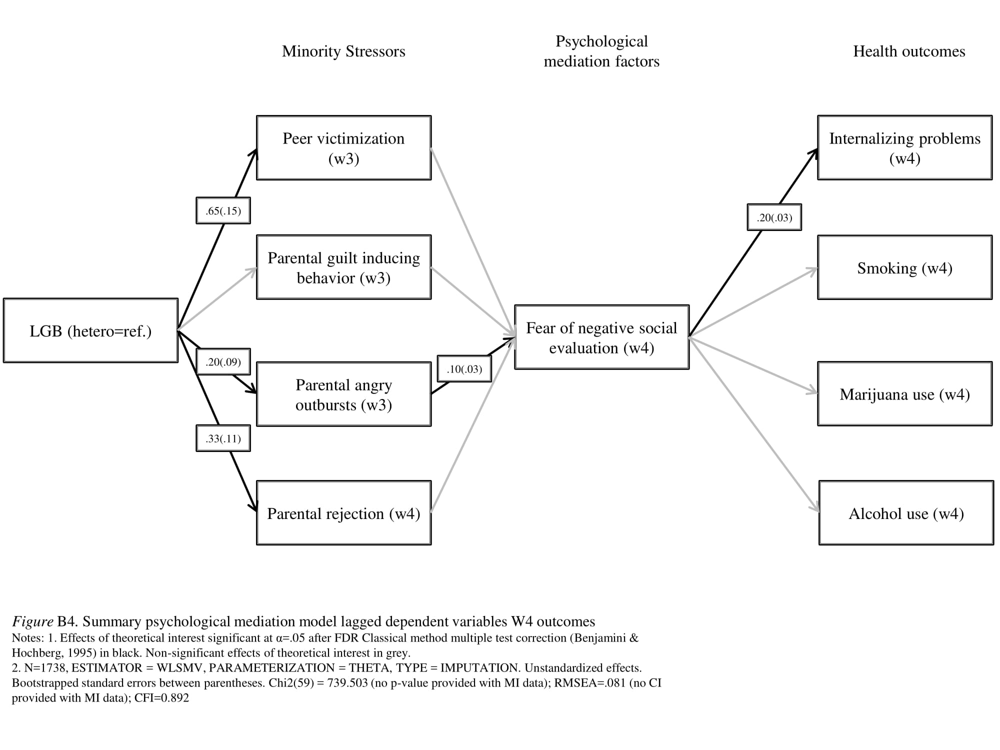 Minority Stressors
Psychological
mediation factors
Health outcomes
Peer victimization
(w3)
Internalizing problems
(w4)
.65(.15)
.20(.03)
Parental guilt inducing
behavior (w3)
Smoking (w4)
LGB (hetero=ref.)
Fear of negative social
evaluation (w4)
.20(.09)
.10(.03)
Parental angry
outbursts (w3)
Marijuana use (w4)
.33(.11)
Parental rejection (w4)
Alcohol use (w4)
Figure B4. Summary psychological mediation model lagged dependent variables W4 outcomes
Notes: 1. Effects of theoretical interest significant at α=.05 after FDR Classical method multiple test correction (Benjamini &
Hochberg, 1995) in black. Non-significant effects of theoretical interest in grey.
2. N=1738, ESTIMATOR = WLSMV, PARAMETERIZATION = THETA, TYPE = IMPUTATION. Unstandardized effects.
Bootstrapped standard errors between parentheses. Chi2(59) = 739.503 (no p-value provided with MI data); RMSEA=.081 (no CI
provided with MI data); CFI=0.892